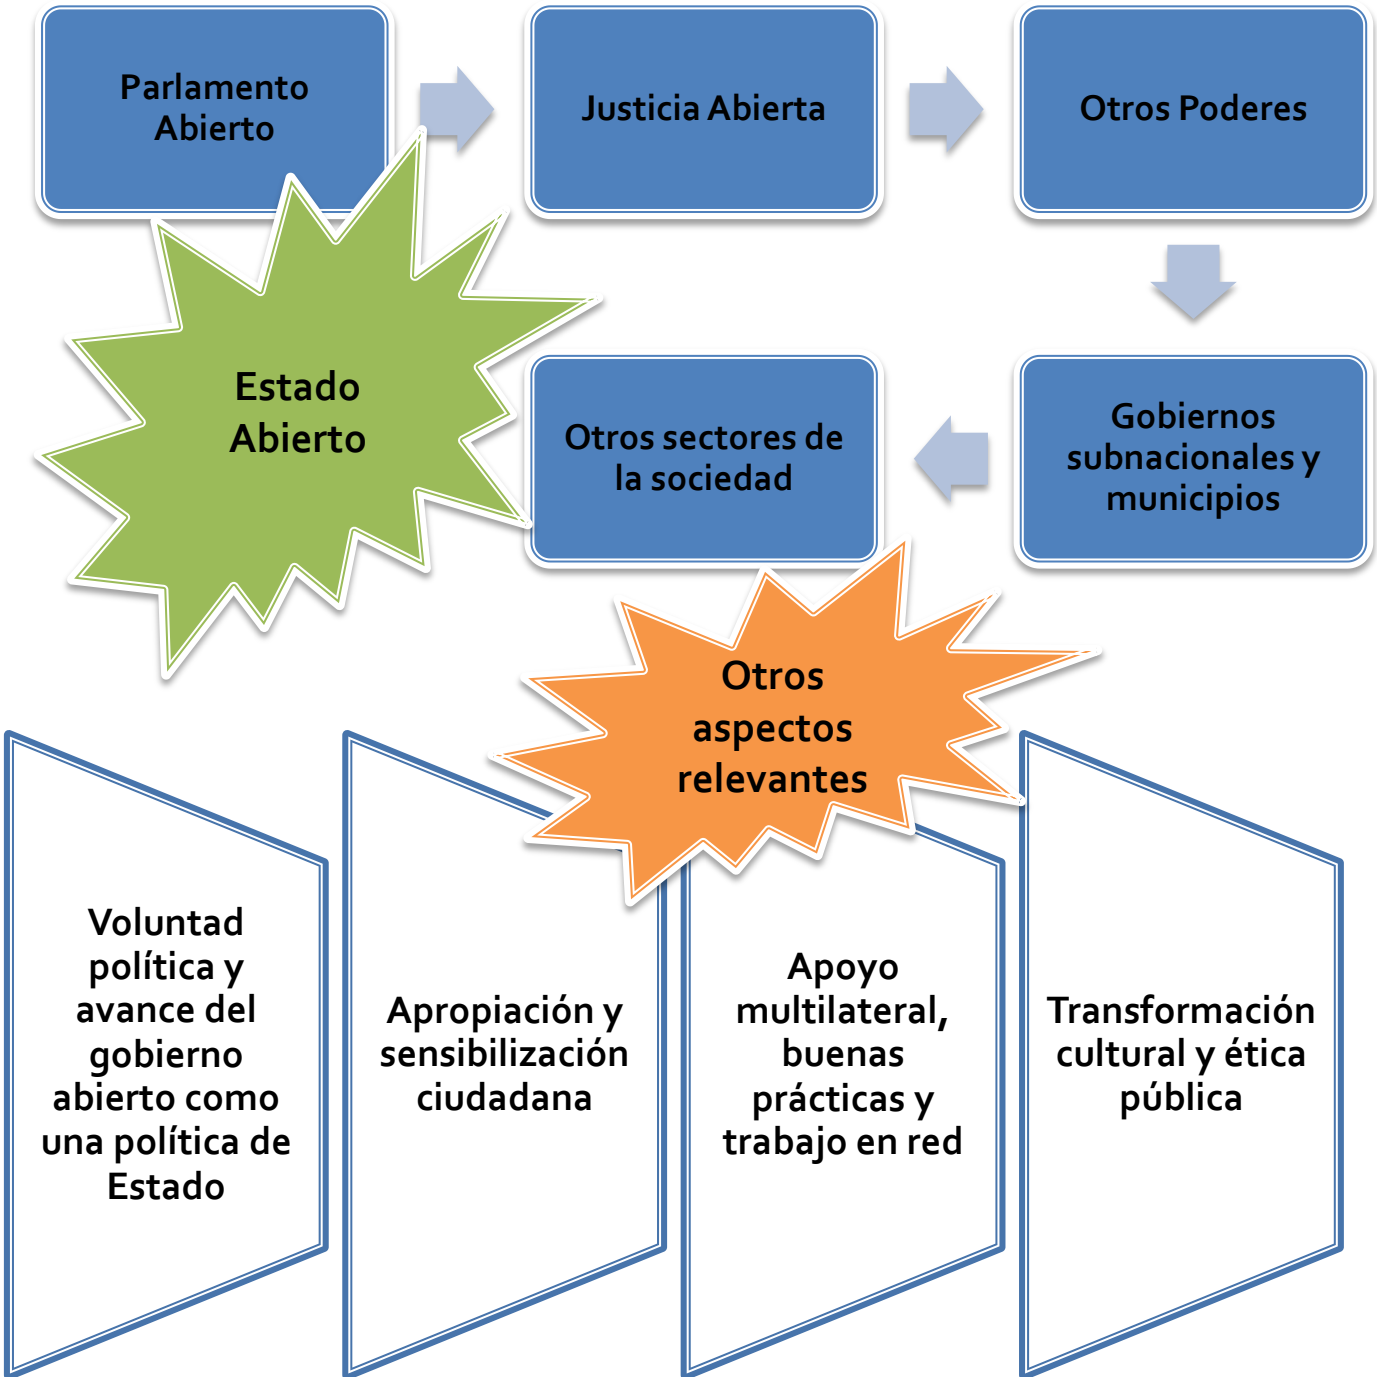 Parlamento
Abierto
Justicia Abierta
Otros Poderes
Estado
Abierto
Otros sectores de
la sociedad
Gobiernos
subnacionales y
municipios
Otros
aspectos
relevantes
Voluntad
política y
avance del
gobierno
abierto como
una política de
Estado
Apropiación y
sensibilización
ciudadana
Apoyo
multilateral,
buenas
prácticas y
trabajo en red
Transformación
cultural y ética
pública